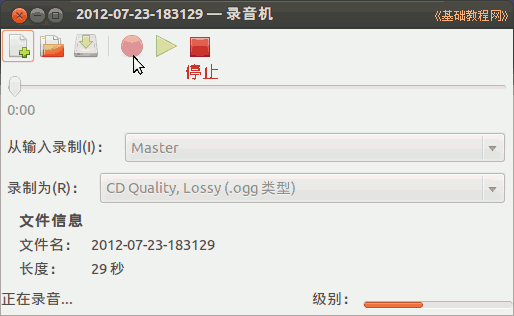 2012-07-23-183129 — 录音机
《基础教程网》
停止
0:00
从输入录制(I)： Master
录制为(R)： CD Quality, Lossy (.ogg 类型)
文件信息
文件名： 2012-07-23-183129
长度： 29 秒
正在录音... 级别：